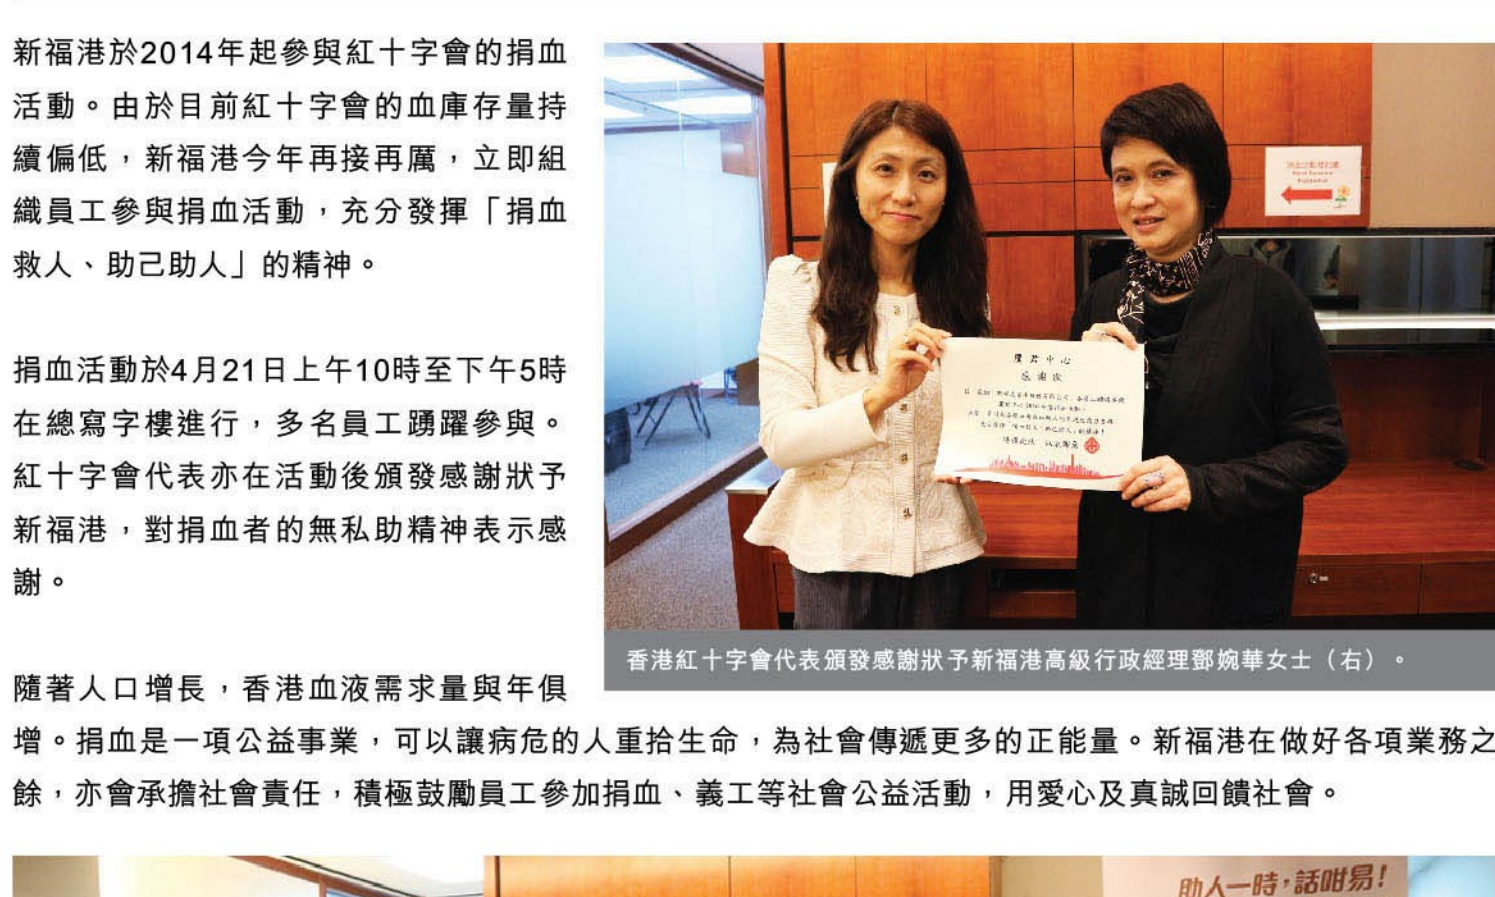 新福港於2014年起參與紅十字會的捐血
活動。由於目前紅十字會的血庫存量持
續偏低，新福港今年再接再厲，立即組
織員工參與捐血活動，充分發揮「捐血
救人、助己助人」的精神。
捐血活動於4月21日上午10時至下午5時
在總寫字樓進行，多名員工踴躍參與。
紅十字會代表亦在活動後頒發感謝狀予
新福港，對捐血者的無私助精神表示感
謝。
隨著人口增長，香港血液需求量與年俱
增。捐血是一項公益事業，可以讓病危的人重拾生命，為社會傳遞更多的正能量。新福港在做好各項業務之
餘，亦會承擔社會責任，積極鼓勵員工參加捐血、義工等社會公益活動，用愛心及真誠回饋社會。
感謝狀
香港紅十字會代表頒發感謝狀予新福港高級行政經理鄧婉華女士（右）。
助人一時，話咁易！